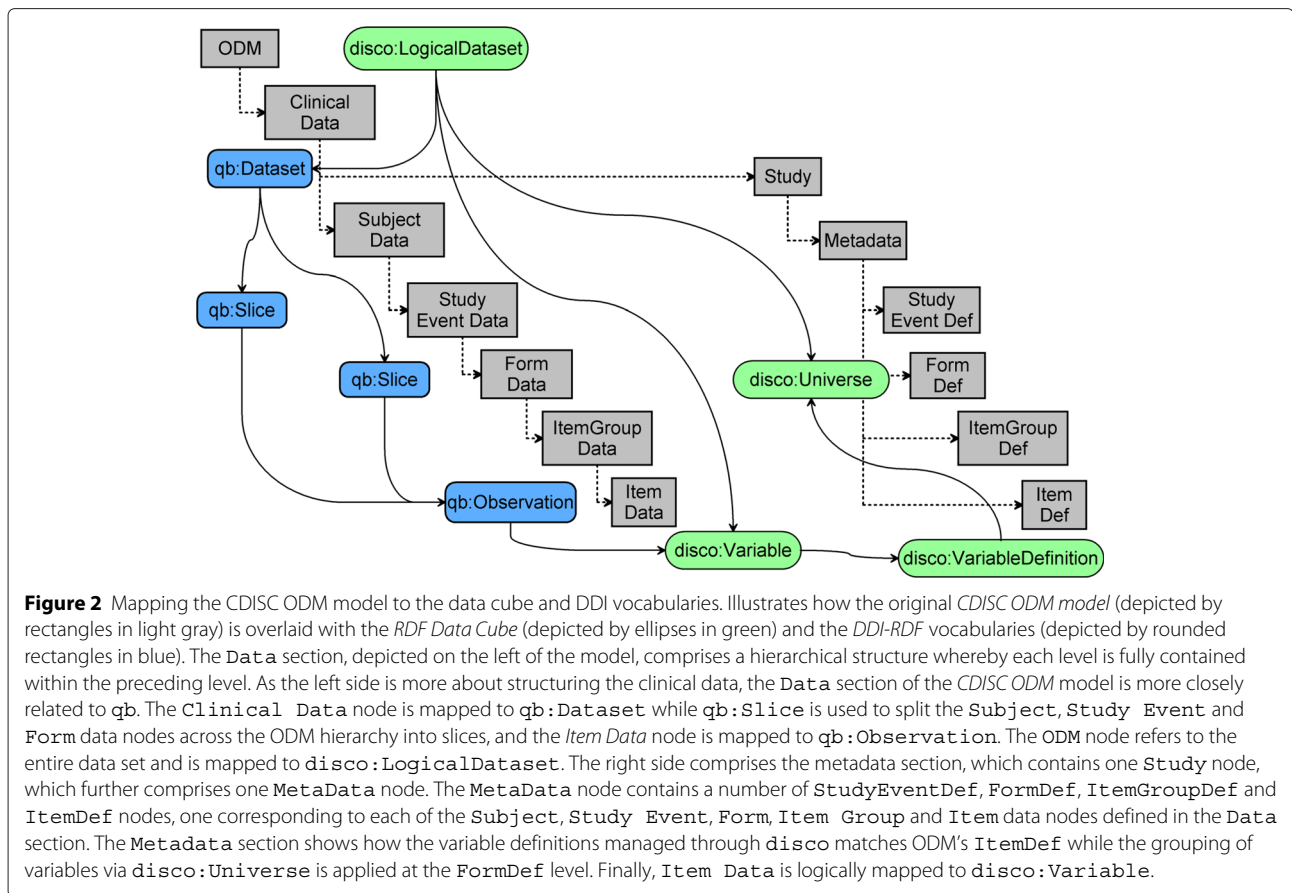 ODM
disco:LogicalDataset
Clinical
Data
qb:Dataset
Study
Subject
Data
Metadata
qb:Slice
Study
Event Data
Study
Event Def
qb:Slice
Form
Data
disco:Universe
Form
Def
ItemGroup
Data
ItemGroup
Def
qb:Observation
Item
Data
Item
Def
disco:Variable
disco:VariableDefinition
Figure 2 Mapping the CDISC ODM model to the data cube and DDI vocabularies. Illustrates how the original CDISC ODM model (depicted by
rectangles in light gray) is overlaid with the RDF Data Cube (depicted by ellipses in green) and the DDI-RDF vocabularies (depicted by rounded
rectangles in blue). The Data section, depicted on the left of the model, comprises a hierarchical structure whereby each level is fully contained
within the preceding level. As the left side is more about structuring the clinical data, the Data section of the CDISC ODM model is more closely
related to qb. The Clinical Data node is mapped to qb:Dataset while qb:Slice is used to split the Subject, Study Event and
Form data nodes across the ODM hierarchy into slices, and the Item Data node is mapped to qb:Observation. The ODM node refers to the
entire data set and is mapped to disco:LogicalDataset. The right side comprises the metadata section, which contains one Study node,
which further comprises one MetaData node. The MetaData node contains a number of StudyEventDef, FormDef, ItemGroupDef and
ItemDef nodes, one corresponding to each of the Subject, Study Event, Form, Item Group and Item data nodes defined in the Data
section. The Metadata section shows how the variable definitions managed through disco matches ODM's ItemDef while the grouping of
variables via disco:Universe is applied at the FormDef level. Finally, Item Data is logically mapped to disco:Variable.